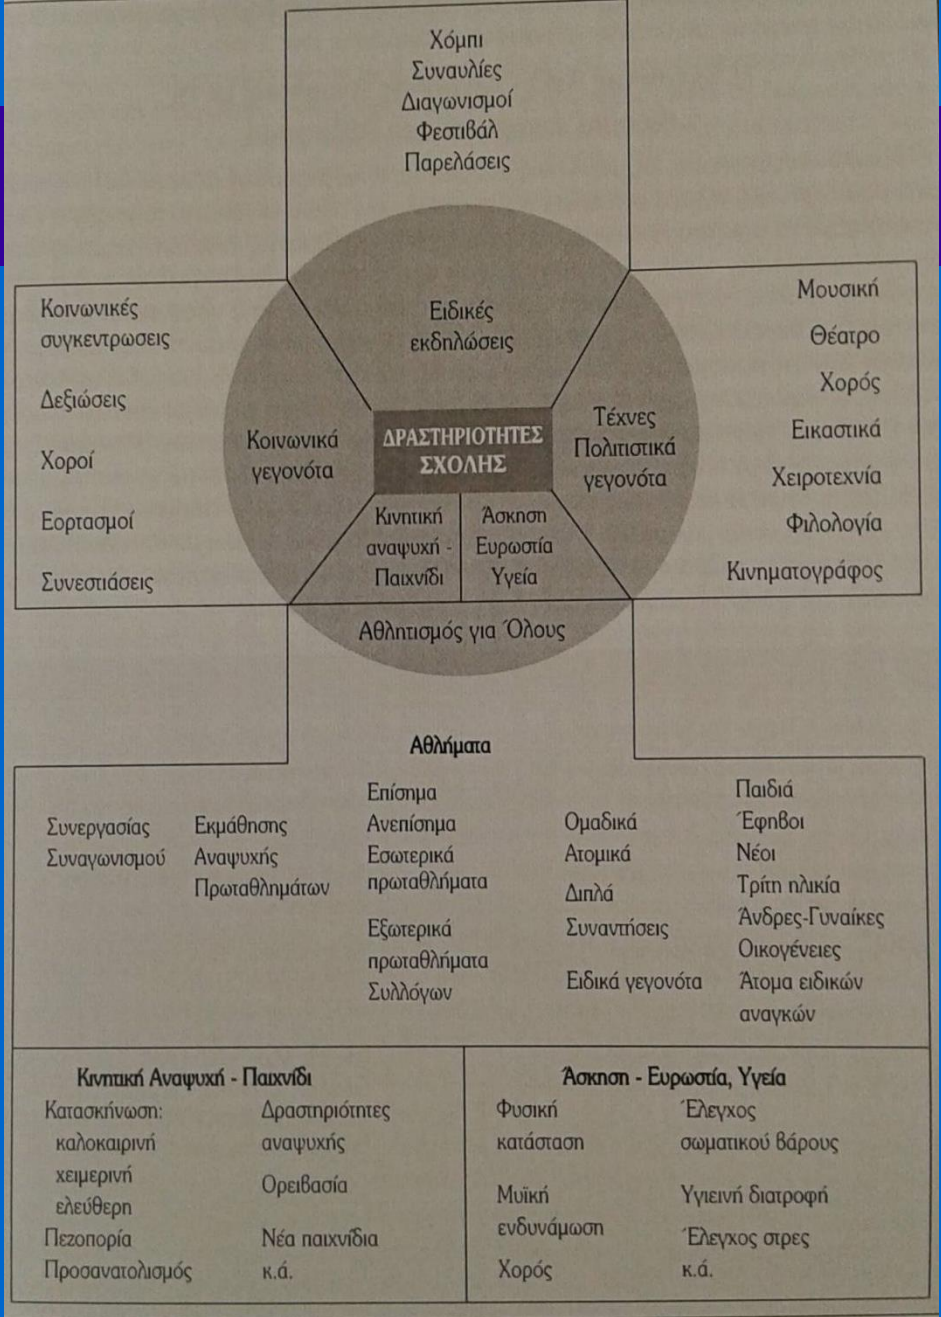 Χόμπι
Συναυλίες
Διαγωνισμοί
Φεστιβάλ
Παρελάσεις
Ειδικές
εκδηλώσεις
Κοινωνικές
συγκεντρωσεις
Δεξιώσεις
Χοροί
Εορτασμοί
Συνεστιάσεις
Κοινωνικά
γεγονότα
ΔΡΑΣΤΗΡΙΟΤΗΤΕΣ
ΣΧΟΛΗΣ
Τέχνες
Πολιτιστικά
γεγονότα
Μουσική
Θέατρο
Χορός
Εικαστικά
Χειροτεχνία
Φιλολογία
Κινηματογράφος
Κινητική
αναψυχή -
Παιχνίδι
Άσκηση
Ευρωστία
Υγεία
Αθλητισμός για Όλους
Αθλήματα
Συνεργασίας
Συναγωνισμού
Εκμάθησης
Αναψυχής
Πρωταθλημάτων
Επίσημα
Ανεπίσημα
Εσωτερικά
πρωταθλήματα
Εξωτερικά
πρωταθλήματα
Συλλόγων
Ομαδικά
Ατομικά
Διπλά
Συναντήσεις
Ειδικά γεγονότα
Παιδιά
Έφηβοι
Νέοι
Τρίτη ηλικία
Άνδρες-Γυναίκες
Οικογένειες
Άτομα ειδικών
αναγκών
Κινητική Αναψυχή - Παιχνίδι
Κατασκήνωση:
καλοκαιρινή
χειμερινή
ελεύθερη
Πεζοπορία
Προσανατολισμός
Δραστηριότητες
αναψυχής
Ορειβασία
Νέα παιχνίδια
κ.ά.
Άσκηση - Ευρωστία, Υγεία
Φυσική
κατάσταση
Μυϊκή
ενδυνάμωση
Χορός
Έλεγχος
σωματικού βάρους
Υγιεινή διατροφή
Έλεγχος στρες
κ.ά.